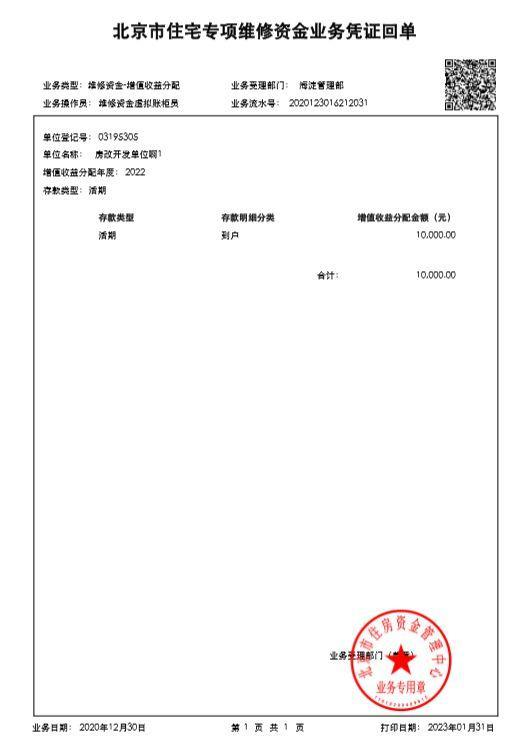 北京市住宅专项维修资金业务凭证回单
业务类型：维修资金-增值收益分配 业务受理部门：海淀管理部
业务操作员：维修资金虚拟账柜员 业务流水号：2020123016212031
单位登记号：03195305
单位名称：房改开发单位啊1
增值收益分配年度：2022
存款类型：活期
存款类型 存款明细分类 增值收益分配金额（元）
活期 到户 10,000.00
合计： 10,000.00
北京市住房资金管理中心
业务受理部门（盖章）
业务专用章
业务日期：2020年12月30日 第 1 页 共 1 页 打印日期：2023年01月31日